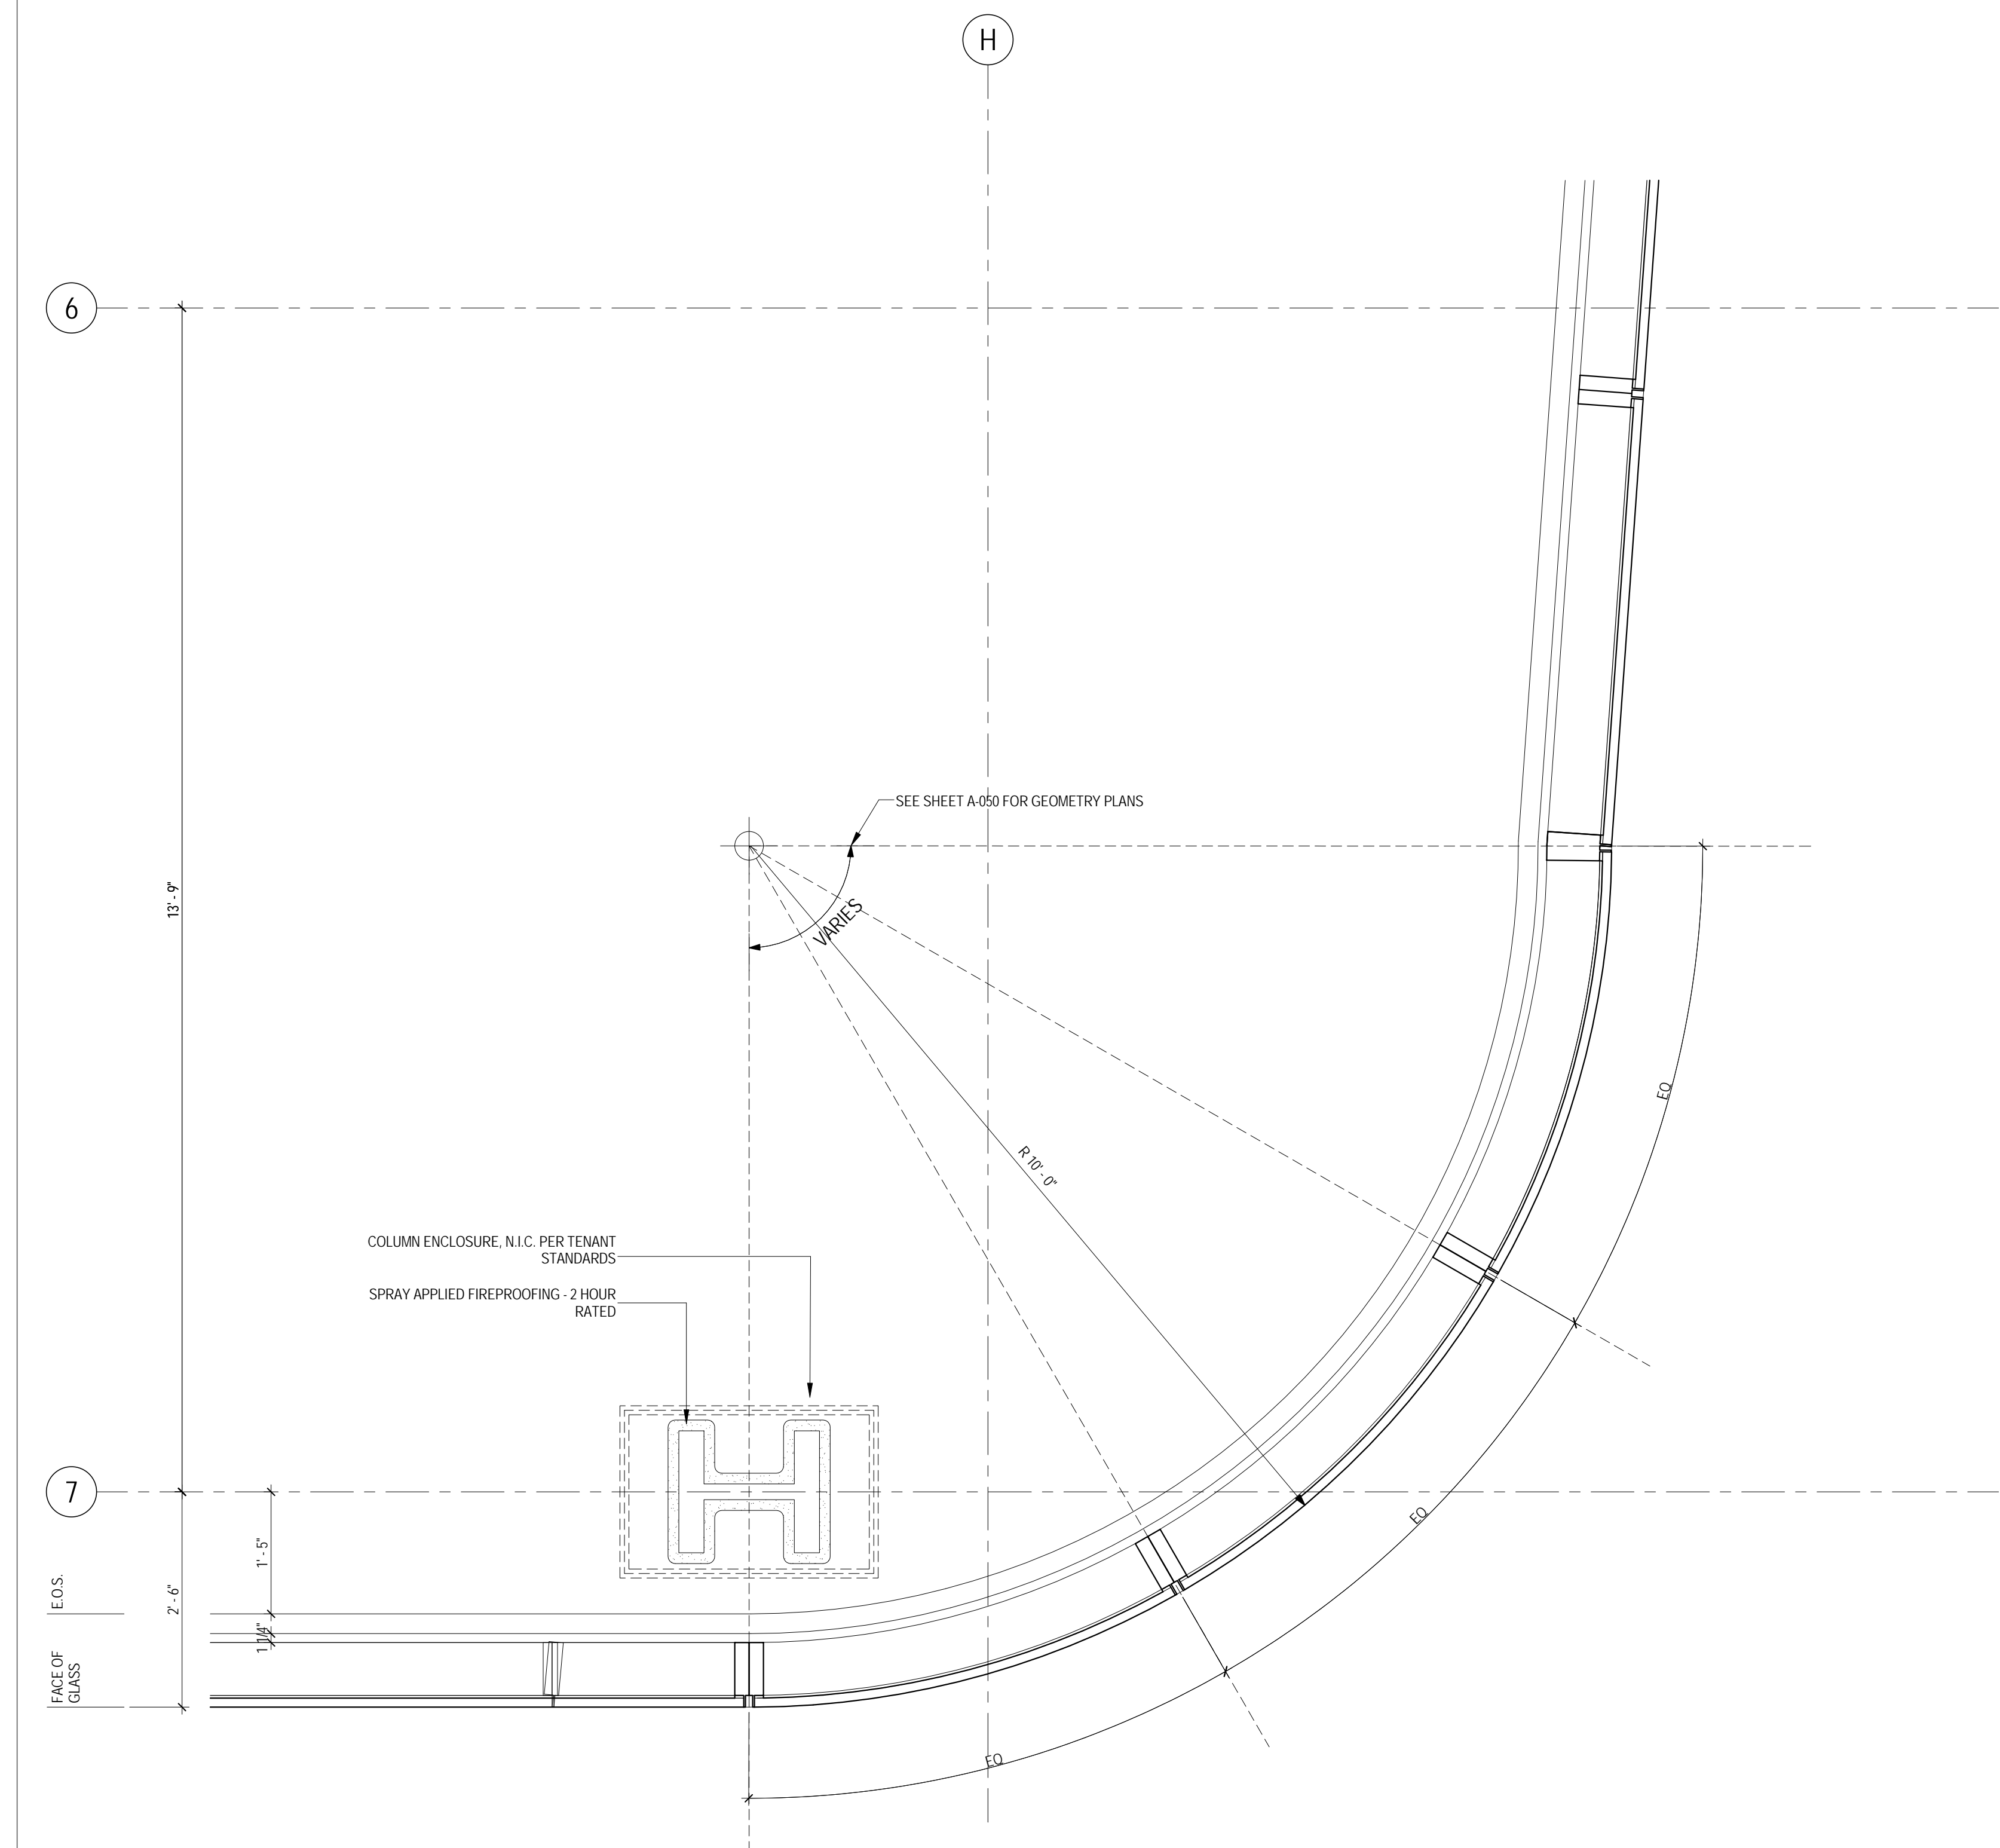 H
6
SEE SHEET A-050 FOR GEOMETRY PLANS
13' - 9"
VARIES
EQ
R 10' - 0"
COLUMN ENCLOSURE, N.I.C. PER TENANT
STANDARDS
SPRAY APPLIED FIREPROOFING - 2 HOUR
RATED
7
1' - 5"
EQ
E.O.S.
2' - 6"
1 1/4"
FACE OF
GLASS
EQ